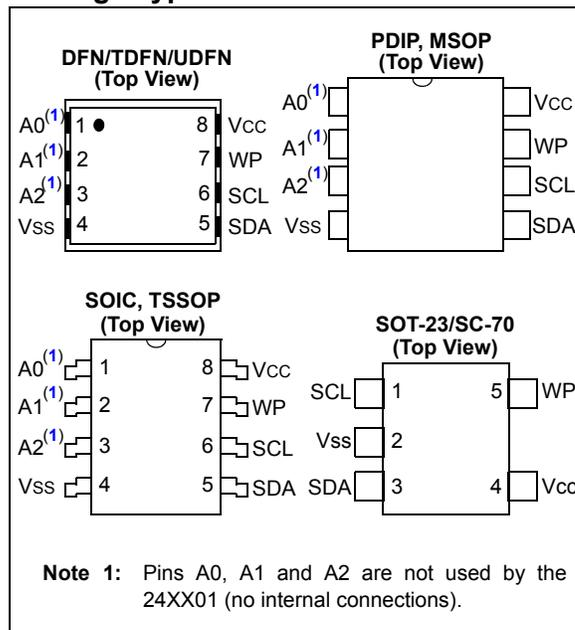 DFN/TDFN/UDFN
(Top View)
A0(1) 1 8 VCC
A1(1) 2 7 WP
A2(1) 3 6 SCL
VSS 4 5 SDA
PDIP, MSOP
(Top View)
A0(1) VCC
A1(1) WP
A2(1) SCL
VSS SDA
SOIC, TSSOP
(Top View)
A0(1) 1 8 VCC
A1(1) 2 7 WP
A2(1) 3 6 SCL
VSS 4 5 SDA
SOT-23/SC-70
(Top View)
SCL 1 5 WP
Vss 2
SDA 3 4 Vcc
Note 1: Pins A0, A1 and A2 are not used by the
24XX01 (no internal connections).